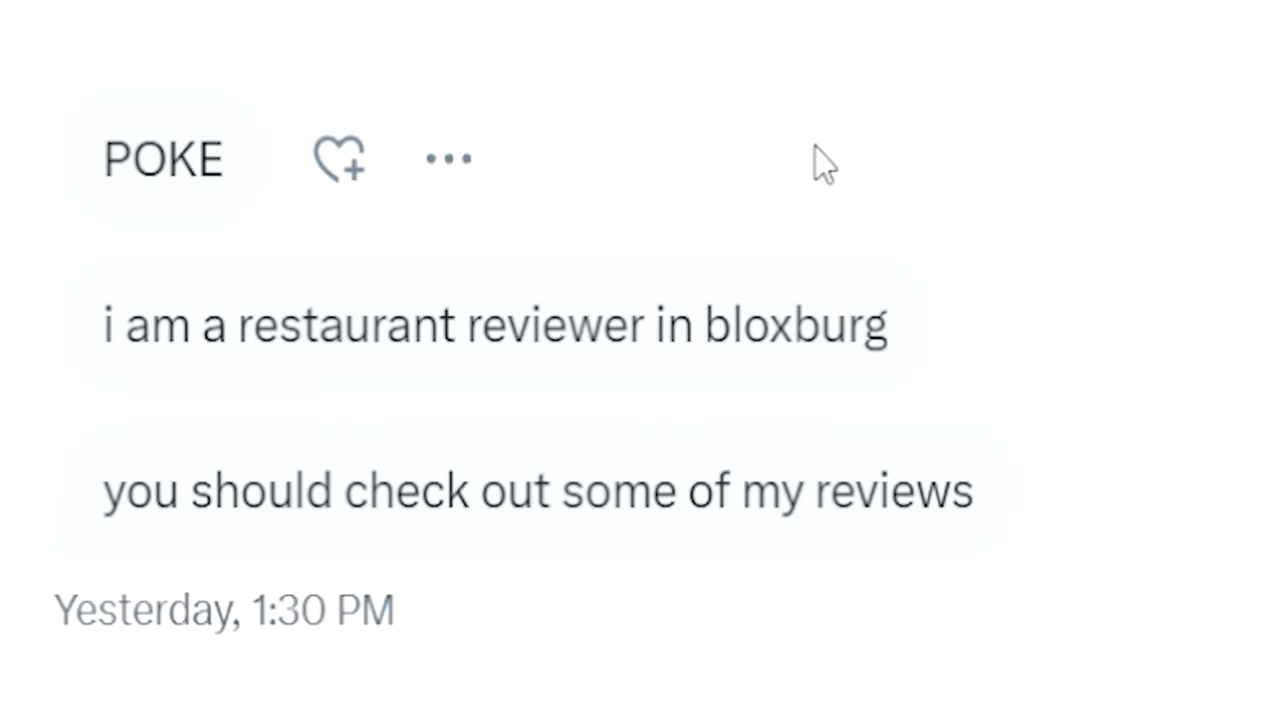 POKE
i am a restaurant reviewer in bloxburg
you should check out some of my reviews
Yesterday, 1:30 PM